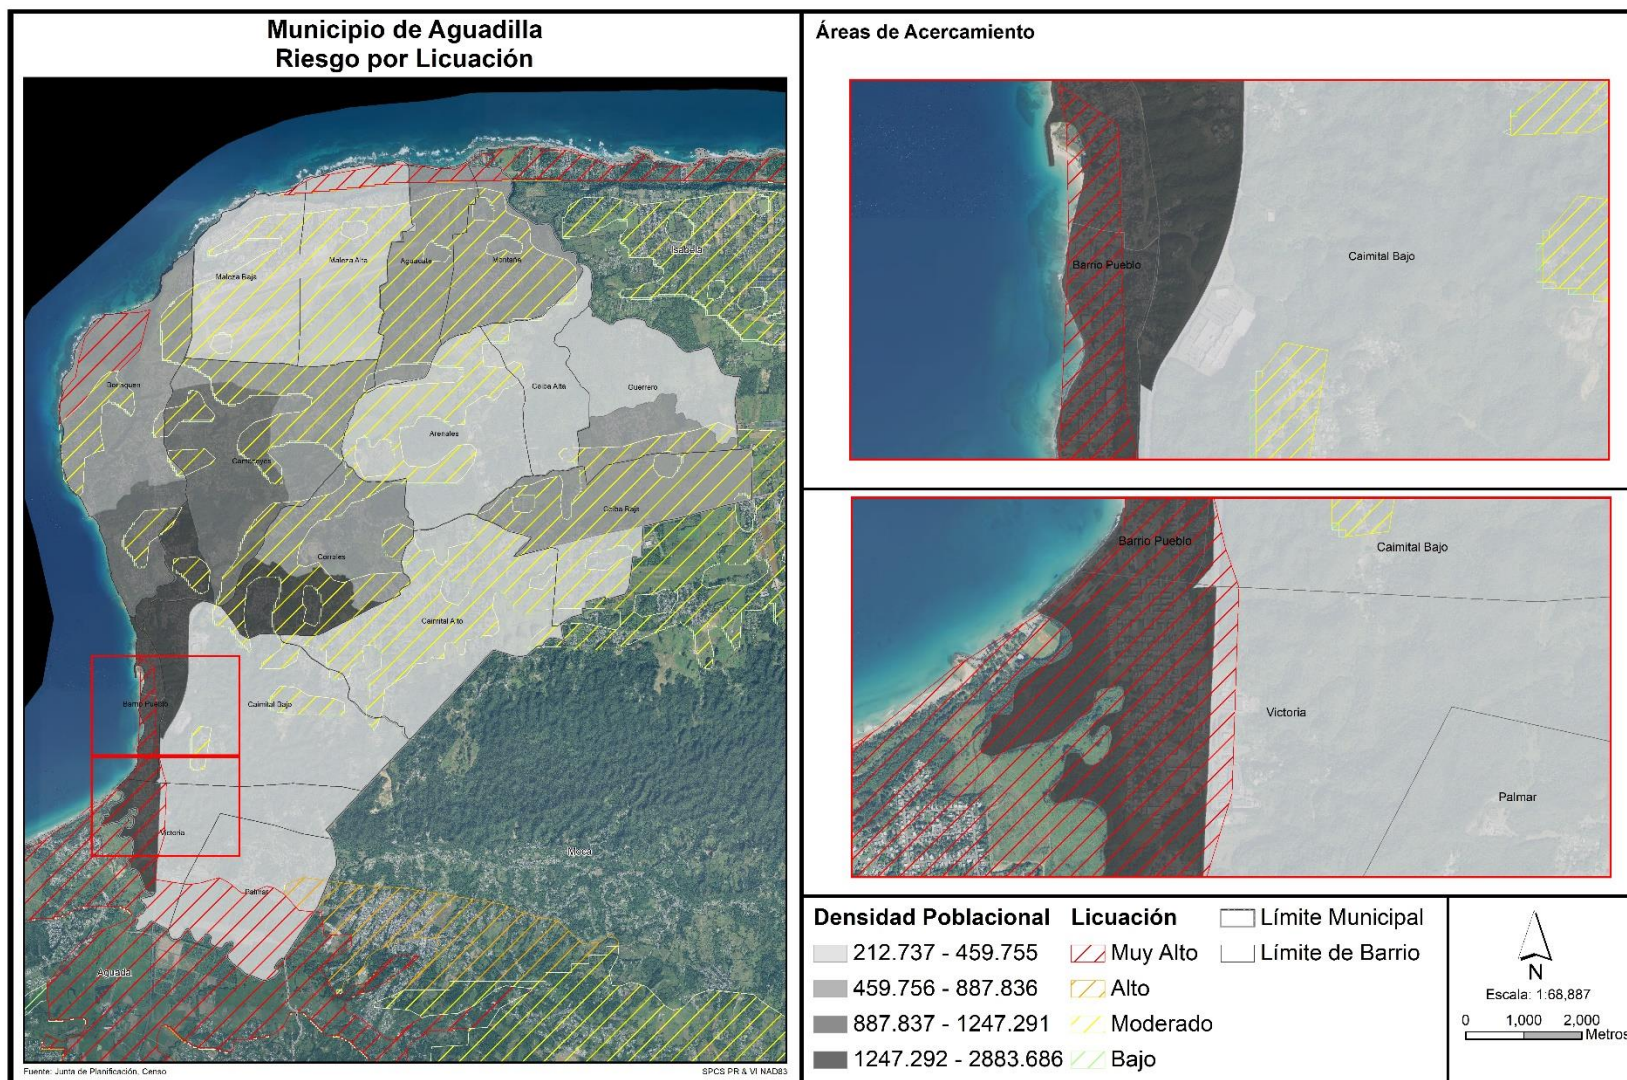 Municipio de Aguadilla
Riesgo por Licuación
Maleza Baja
Maleza Alta
Aguacate
Montaña
Isabela
Borinquen
Ceiba Alta
Guerrero
Arenales
Camaceyes
Ceiba Baja
Corrales
Caimital Alto
Barrio Pueblo
Caimital Bajo
Victoria
Moca
Palmar
Aguada
Fuente: Junta de Planificación, Censo
SPCS PR & VI NAD83
Áreas de Acercamiento
Barrio Pueblo
Caimital Bajo
Barrio Pueblo
Caimital Bajo
Victoria
Palmar
Densidad Poblacional
212.737 - 459.755
459.756 - 887.836
887.837 - 1247.291
1247.292 - 2883.686
Licuación
Muy Alto
Alto
Moderado
Bajo
Límite Municipal
Límite de Barrio
N
Escala: 1:68,887
0 1,000 2,000
Metros